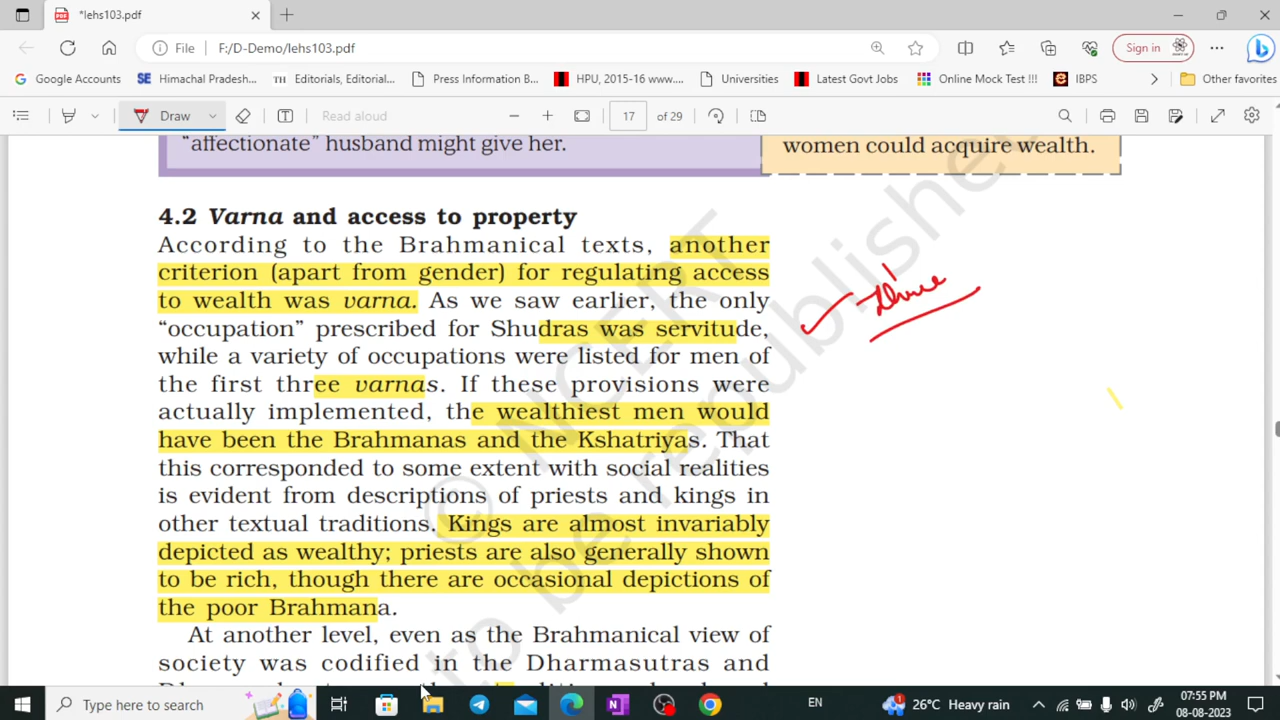 *lehs103.pdf
File F:/D-Demo/lehs103.pdf Sign in
Google Accounts SE Himachal Pradesh... TH Editorials, Editorial... Press Information B... HPU, 2015-16 www.... Universities Latest Govt Jobs Online Mock Test !!! IBPS Other favorites
Draw Read aloud 17 of 29
“affectionate” husband might give her.
women could acquire wealth.
4.2 Varna and access to property
According to the Brahmanical texts, another
criterion (apart from gender) for regulating access
to wealth was varna. As we saw earlier, the only
“occupation” prescribed for Shudras was servitude,
while a variety of occupations were listed for men of
the first three varnas. If these provisions were
actually implemented, the wealthiest men would
have been the Brahmanas and the Kshatriyas. That
this corresponded to some extent with social realities
is evident from descriptions of priests and kings in
other textual traditions. Kings are almost invariably
depicted as wealthy; priests are also generally shown
to be rich, though there are occasional depictions of
the poor Brahmana.
At another level, even as the Brahmanical view of
society was codified in the Dharmasutras and
© NCERT
to be republished
Type here to search EN 26°C Heavy rain 07:55 PM
08-08-2023